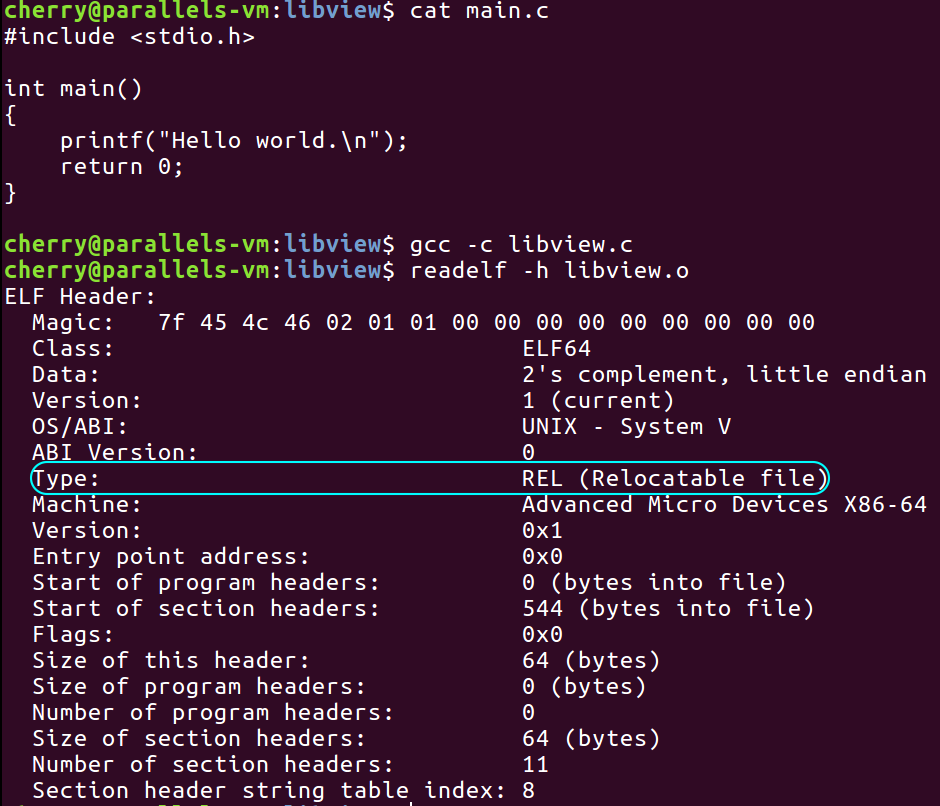 cherry@parallels-vm:libview$ cat main.c
#include <stdio.h>
int main()
{
    printf("Hello world.\n");
    return 0;
}
cherry@parallels-vm:libview$ gcc -c libview.c
cherry@parallels-vm:libview$ readelf -h libview.o
ELF Header:
  Magic:   7f 45 4c 46 02 01 01 00 00 00 00 00 00 00 00 00
  Class:                             ELF64
  Data:                              2's complement, little endian
  Version:                           1 (current)
  OS/ABI:                            UNIX - System V
  ABI Version:                       0
  Type:                              REL (Relocatable file)
  Machine:                           Advanced Micro Devices X86-64
  Version:                           0x1
  Entry point address:               0x0
  Start of program headers:          0 (bytes into file)
  Start of section headers:          544 (bytes into file)
  Flags:                             0x0
  Size of this header:               64 (bytes)
  Size of program headers:           0 (bytes)
  Number of program headers:         0
  Size of section headers:           64 (bytes)
  Number of section headers:         11
  Section header string table index: 8